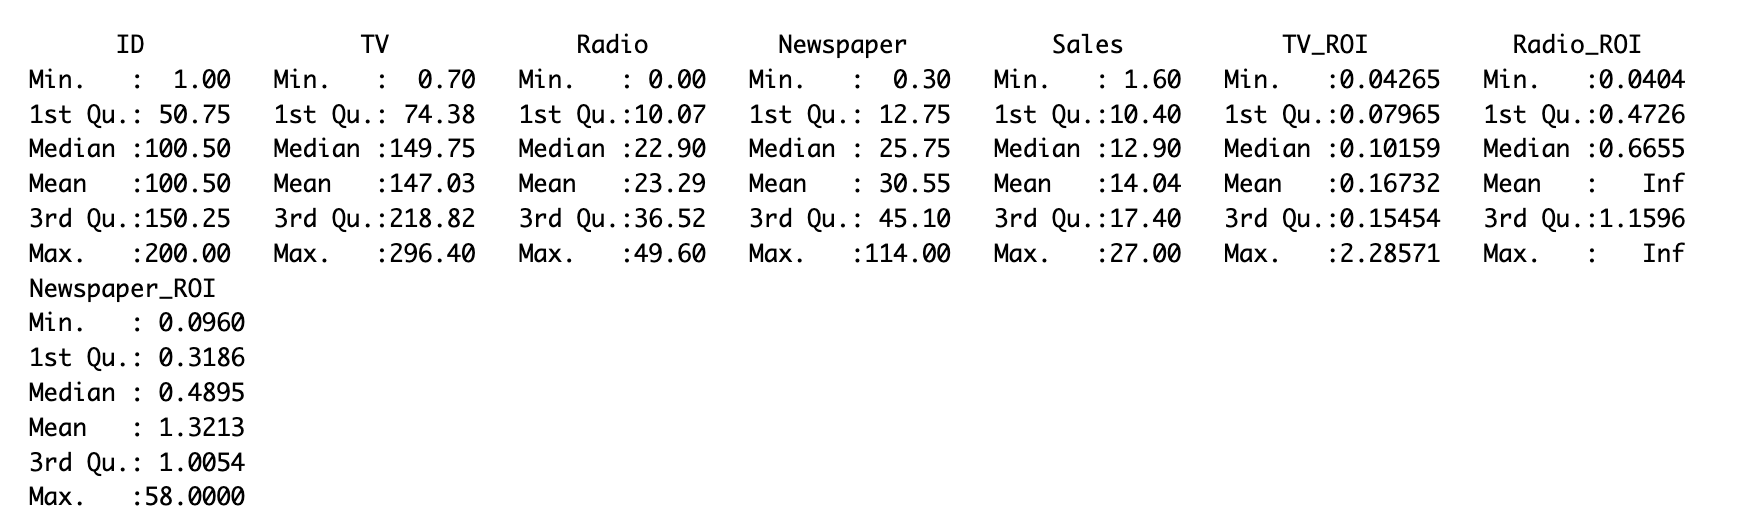 ID TV Radio Newspaper Sales TV_ROI Radio_ROI
Min.   :  1.00   Min.   :  0.70   Min.   : 0.00   Min.   :  0.30   Min.   : 1.60   Min.   :0.04265   Min.   :0.0404
1st Qu.: 50.75   1st Qu.: 74.38   1st Qu.:10.07   1st Qu.: 12.75   1st Qu.:10.40   1st Qu.:0.07965   1st Qu.:0.4726
Median :100.50   Median :149.75   Median :22.90   Median : 25.75   Median :12.90   Median :0.10159   Median :0.6655
Mean   :100.50   Mean   :147.03   Mean   :23.29   Mean   : 30.55   Mean   :14.04   Mean   :0.16732   Mean   :   Inf
3rd Qu.:150.25   3rd Qu.:218.82   3rd Qu.:36.52   3rd Qu.: 45.10   3rd Qu.:17.40   3rd Qu.:0.15454   3rd Qu.:1.1596
Max.   :200.00   Max.   :296.40   Max.   :49.60   Max.   :114.00   Max.   :27.00   Max.   :2.28571   Max.   :   Inf
Newspaper_ROI
Min.   : 0.0960
1st Qu.: 0.3186
Median : 0.4895
Mean   : 1.3213
3rd Qu.: 1.0054
Max.   :58.0000